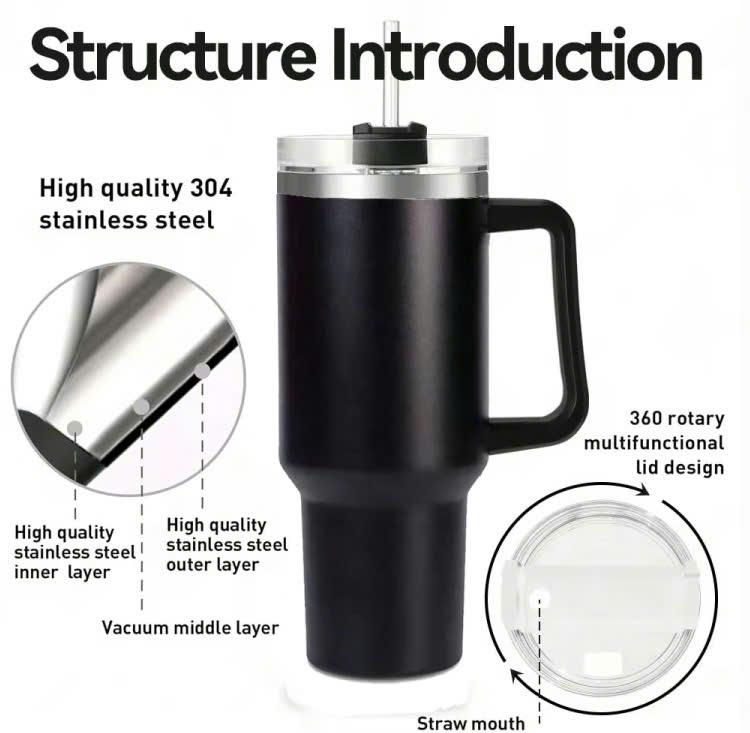 Structure Introduction
High quality 304
stainless steel
High quality
stainless steel
inner layer
High quality
stainless steel
outer layer
Vacuum middle layer
360 rotary
multifunctional
lid design
Straw mouth